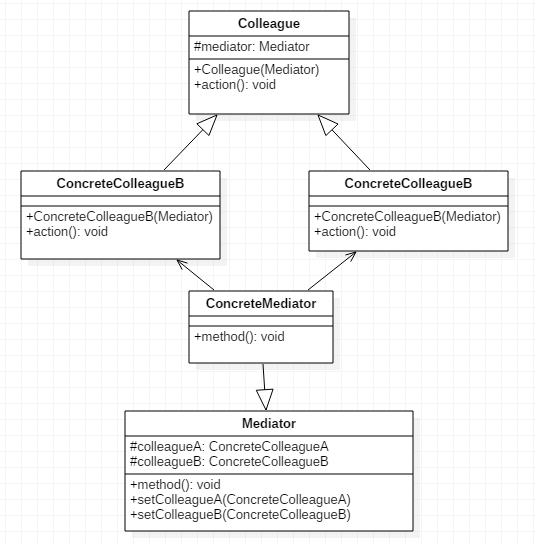 Colleague
#mediator: Mediator
+Colleague(Mediator)
+action(): void
ConcreteColleagueB
+ConcreteColleagueB(Mediator)
+action(): void
ConcreteColleagueB
+ConcreteColleagueB(Mediator)
+action(): void
ConcreteMediator
+method(): void
Mediator
#colleagueA: ConcreteColleagueA
#colleagueB: ConcreteColleagueB
+method(): void
+setColleagueA(ConcreteColleagueA)
+setColleagueB(ConcreteColleagueB)